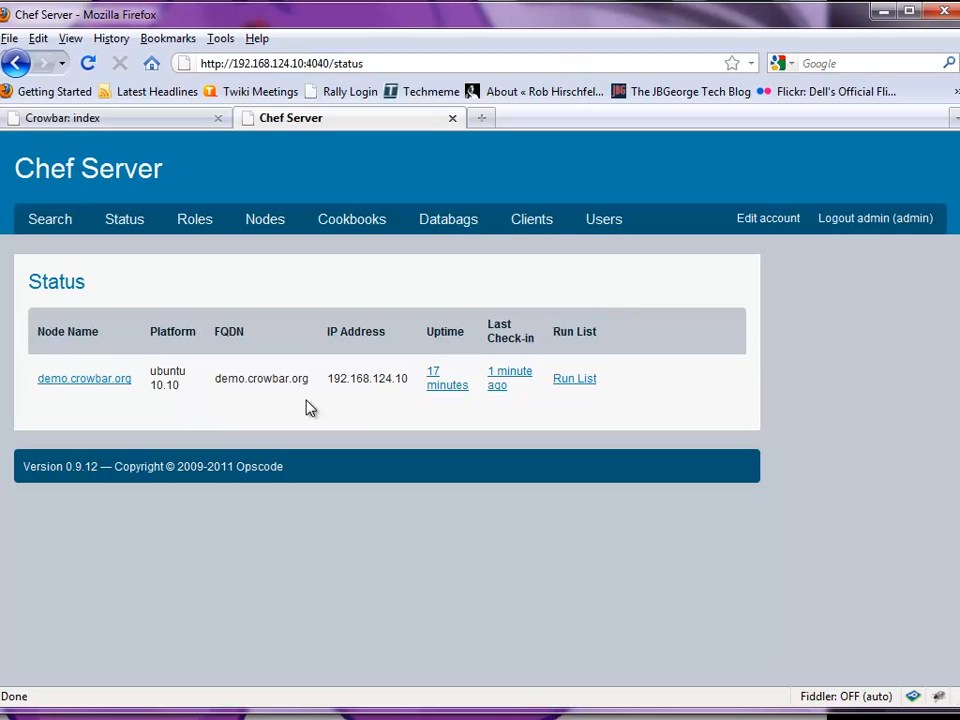 Chef Server - Mozilla Firefox
File Edit View History Bookmarks Tools Help
http://192.168.124.10:4040/status
Google
Getting Started Latest Headlines Twiki Meetings Rally Login Techmeme About « Rob Hirschfel... The JBGeorge Tech Blog Flickr: Dell's Official Fli... »
Crowbar: index
Chef Server
Chef Server
Search Status Roles Nodes Cookbooks Databags Clients Users Edit account Logout admin (admin)
Status
Node Name Platform FQDN IP Address Uptime Last Check-in Run List
demo.crowbar.org ubuntu 10.10 demo.crowbar.org 192.168.124.10 17 minutes 1 minute ago Run List
Version 0.9.12 — Copyright © 2009-2011 Opscode
Done Fiddler: OFF (auto)